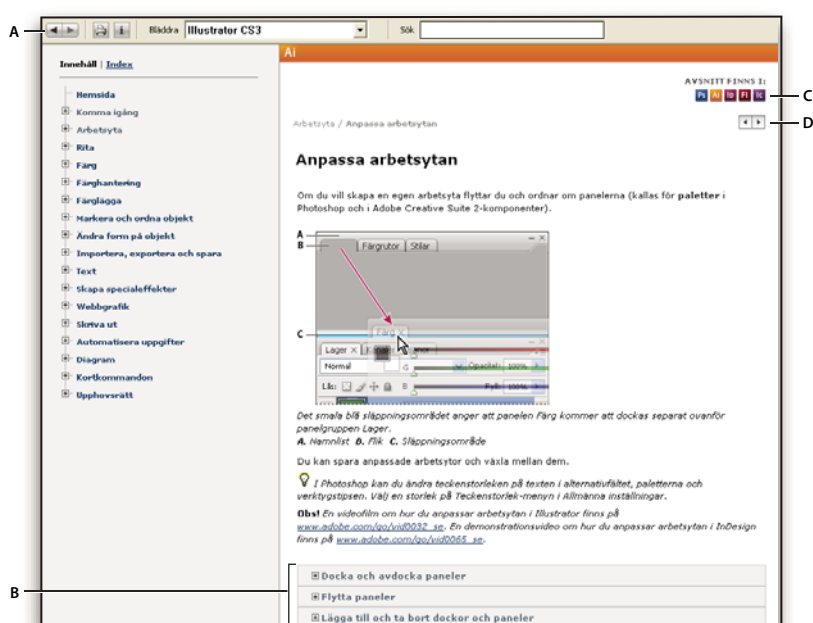 A
Bläddra Illustrator CS3 Sök
Ai
Innehåll | Index
Hemsida
Komma igång
Arbetsyta
Rita
Färg
Färghantering
Färglägga
Markera och ordna objekt
Ändra form på objekt
Importera, exportera och spara
Text
Skapa specialeffekter
Webbgrafik
Skriva ut
Automatisera uppgifter
Diagram
Kortkommandon
Upphovsrätt
AVSNITT FINNS I:
Ps Ai Id Fl Ic
C
D
Arbetsyta / Anpassa arbetsytan
Anpassa arbetsytan
Om du vill skapa en egen arbetsyta flyttar du och ordnar om panelerna (kallas för paletter i
Photoshop och i Adobe Creative Suite 2-komponenter).
A
B
Färgrutor Stilar
C
Färg
Lager
Normal Opacitet: 100%
Lås: Fyll: 100%
G
B
Det smala blå släppningsområdet anger att panelen Färg kommer att dockas separat ovanför
panelgruppen Lager.
A. Namnlist B. Flik C. Släppningsområde
Du kan spara anpassade arbetsytor och växla mellan dem.
I Photoshop kan du ändra teckenstorleken på texten i alternativfältet, paletterna och
verktygstipsen. Välj en storlek på Teckenstorlek-menyn i Allmänna inställningar.
Obs! En videofilm om hur du anpassar arbetsytan i Illustrator finns på
www.adobe.com/go/vid0032_se. En demonstrationsvideo om hur du anpassar arbetsytan i InDesign
finns på www.adobe.com/go/vid0065_se.
B
Docka och avdocka paneler
Flytta paneler
Lägga till och ta bort dockor och paneler